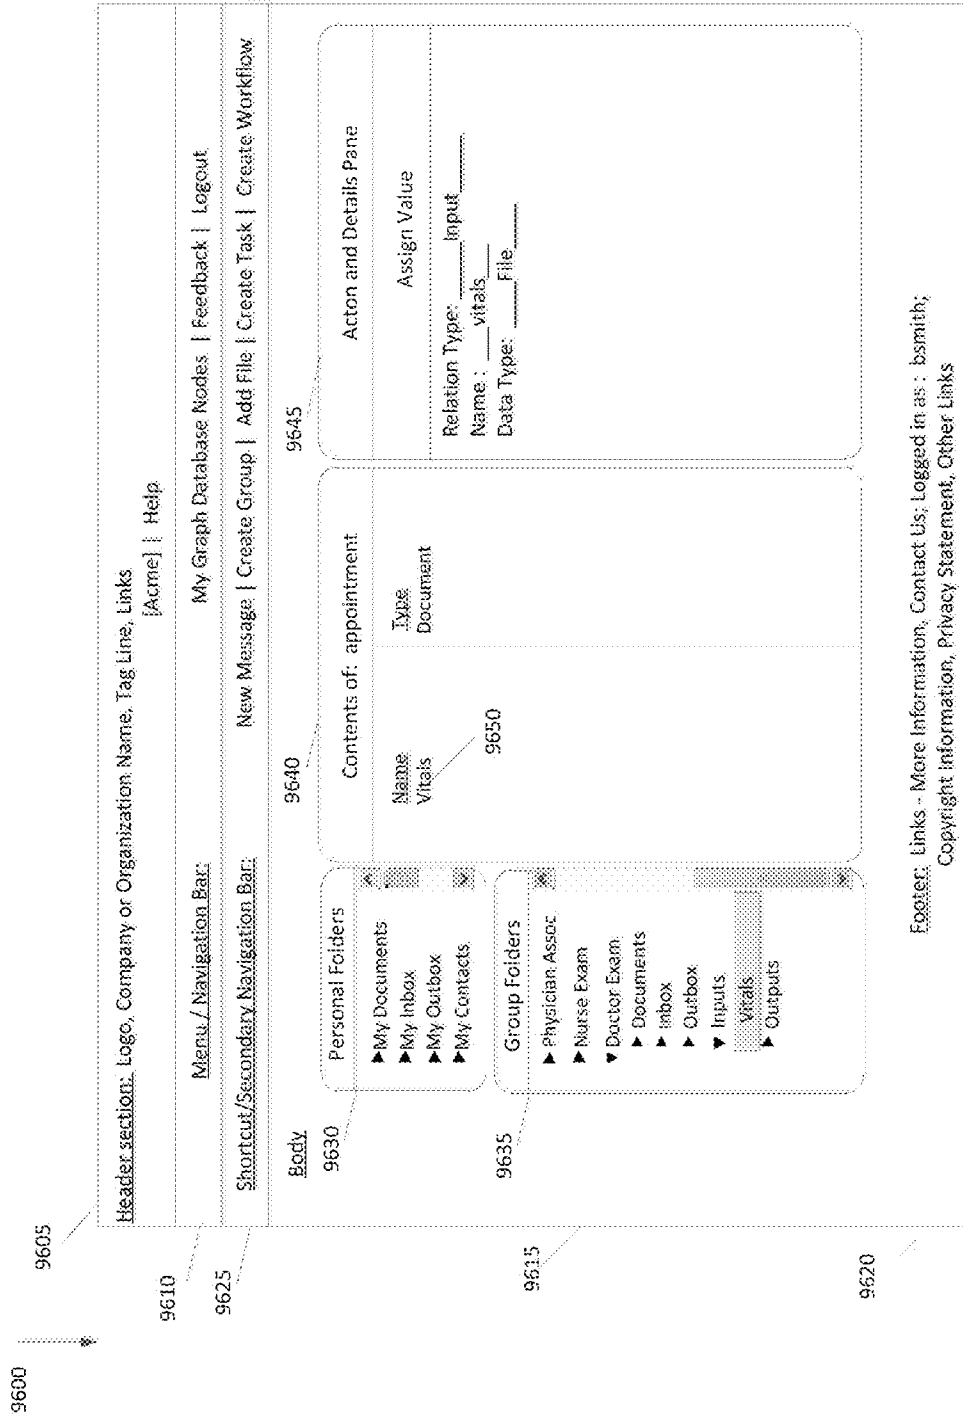 9600
9605
Header section: Logo, Company or Organization Name, Tag Line, Links
[Acme] | Help
9610
Menu / Navigation Bar: My Graph Database Nodes | Feedback | Logout
9625
Shortcut/Secondary Navigation Bar: New Message | Create Group | Add File | Create Task | Create Workflow
Body
9630
Personal Folders
▶My Documents
▶My Inbox
▶My Outbox
▶My Contacts
9635
Group Folders
▶ Physician Assoc
▶ Nurse Exam
▼ Doctor Exam
▶ Documents
▶ Inbox
▶ Outbox
▼ Inputs
Vitals
▶ Outputs
9640
Contents of: appointment
Name Type
Vitals Document
9650
9645
Acton and Details Pane
Assign Value
Relation Type: _____Input_____
Name : ___vitals___
Data Type: _____File_____
9615
9620
Footer: Links - More Information, Contact Us; Logged in as : bsmith;
Copyright Information, Privacy Statement, Other Links